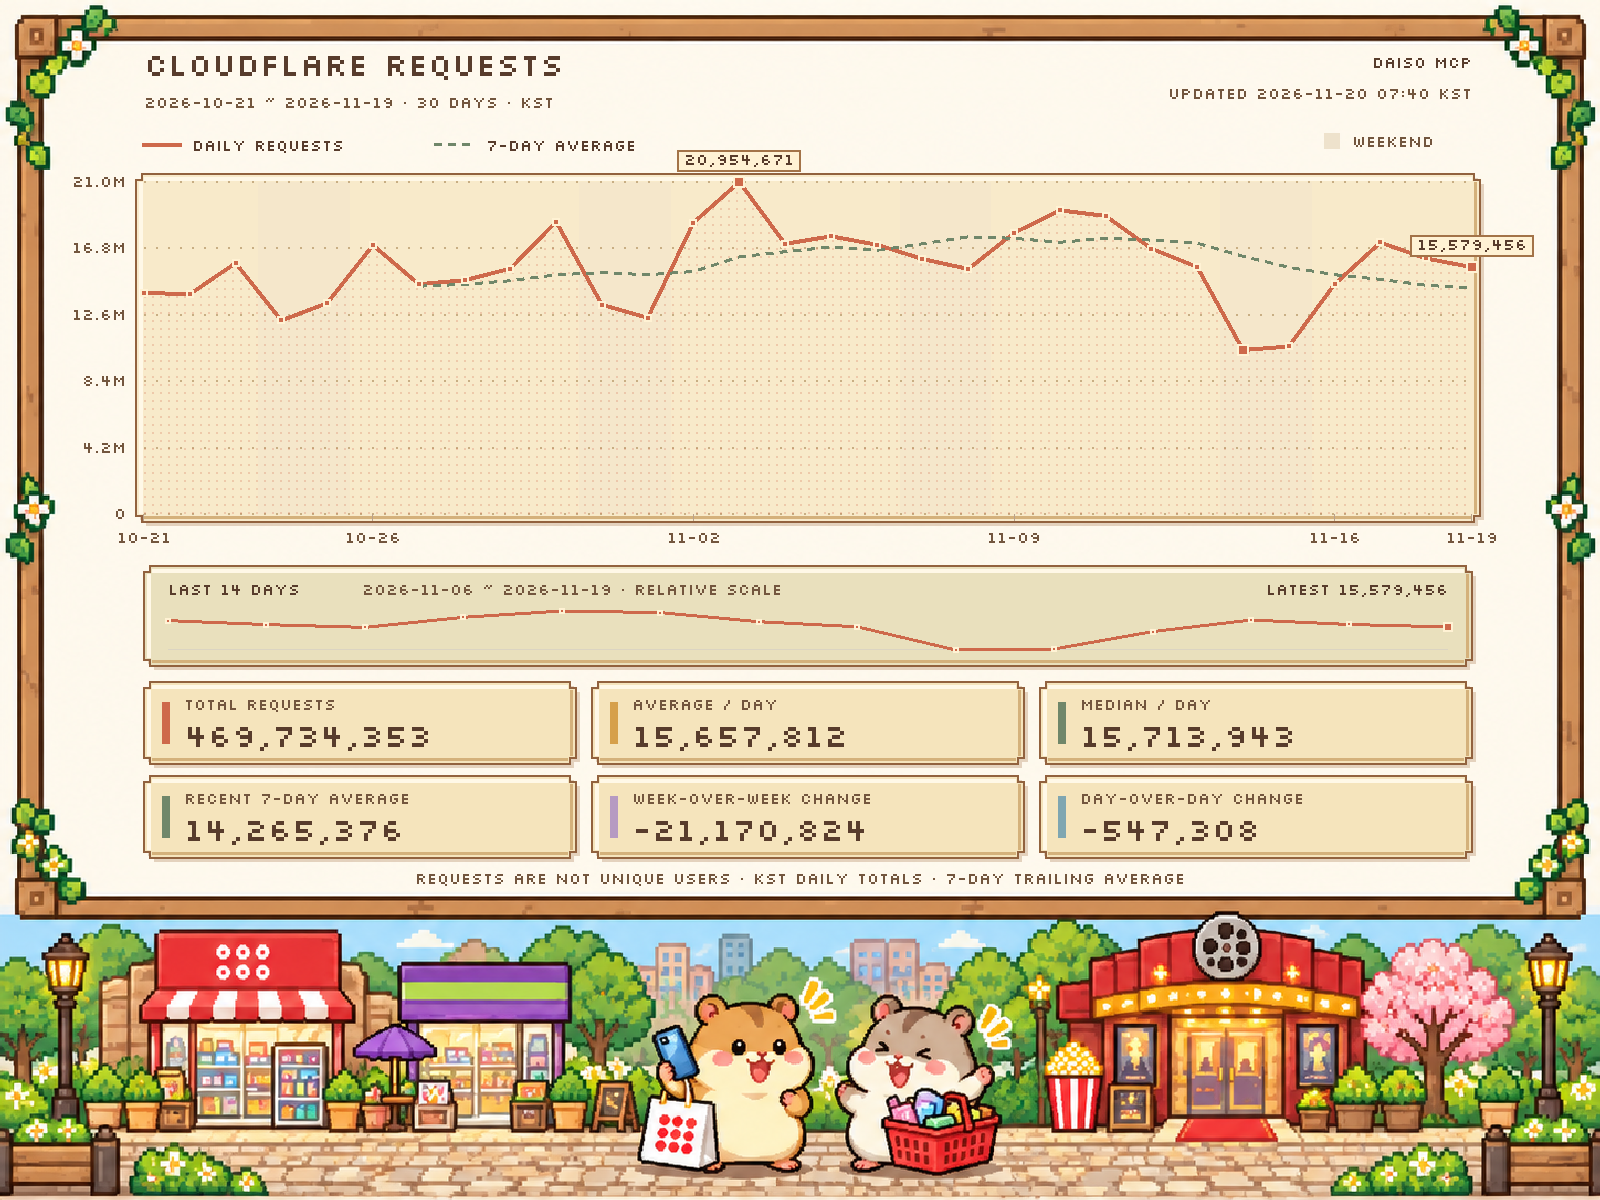 CLOUDFLARE REQUESTS
DAISO MCP
2026-10-21 ~ 2026-11-19 · 30 DAYS · KST
UPDATED 2026-11-20 07:40 KST
DAILY REQUESTS
7-DAY AVERAGE
WEEKEND
20,954,671
21.0M
16.8M
15,579,456
12.6M
8.4M
4.2M
0
10-21
10-26
11-02
11-09
11-16
11-19
LAST 14 DAYS
2026-11-06 ~ 2026-11-19 · RELATIVE SCALE
LATEST 15,579,456
TOTAL REQUESTS
469,734,353
AVERAGE / DAY
15,657,812
MEDIAN / DAY
15,713,943
RECENT 7-DAY AVERAGE
14,265,376
WEEK-OVER-WEEK CHANGE
-21,170,824
DAY-OVER-DAY CHANGE
-547,308
REQUESTS ARE NOT UNIQUE USERS · KST DAILY TOTALS · 7-DAY TRAILING AVERAGE